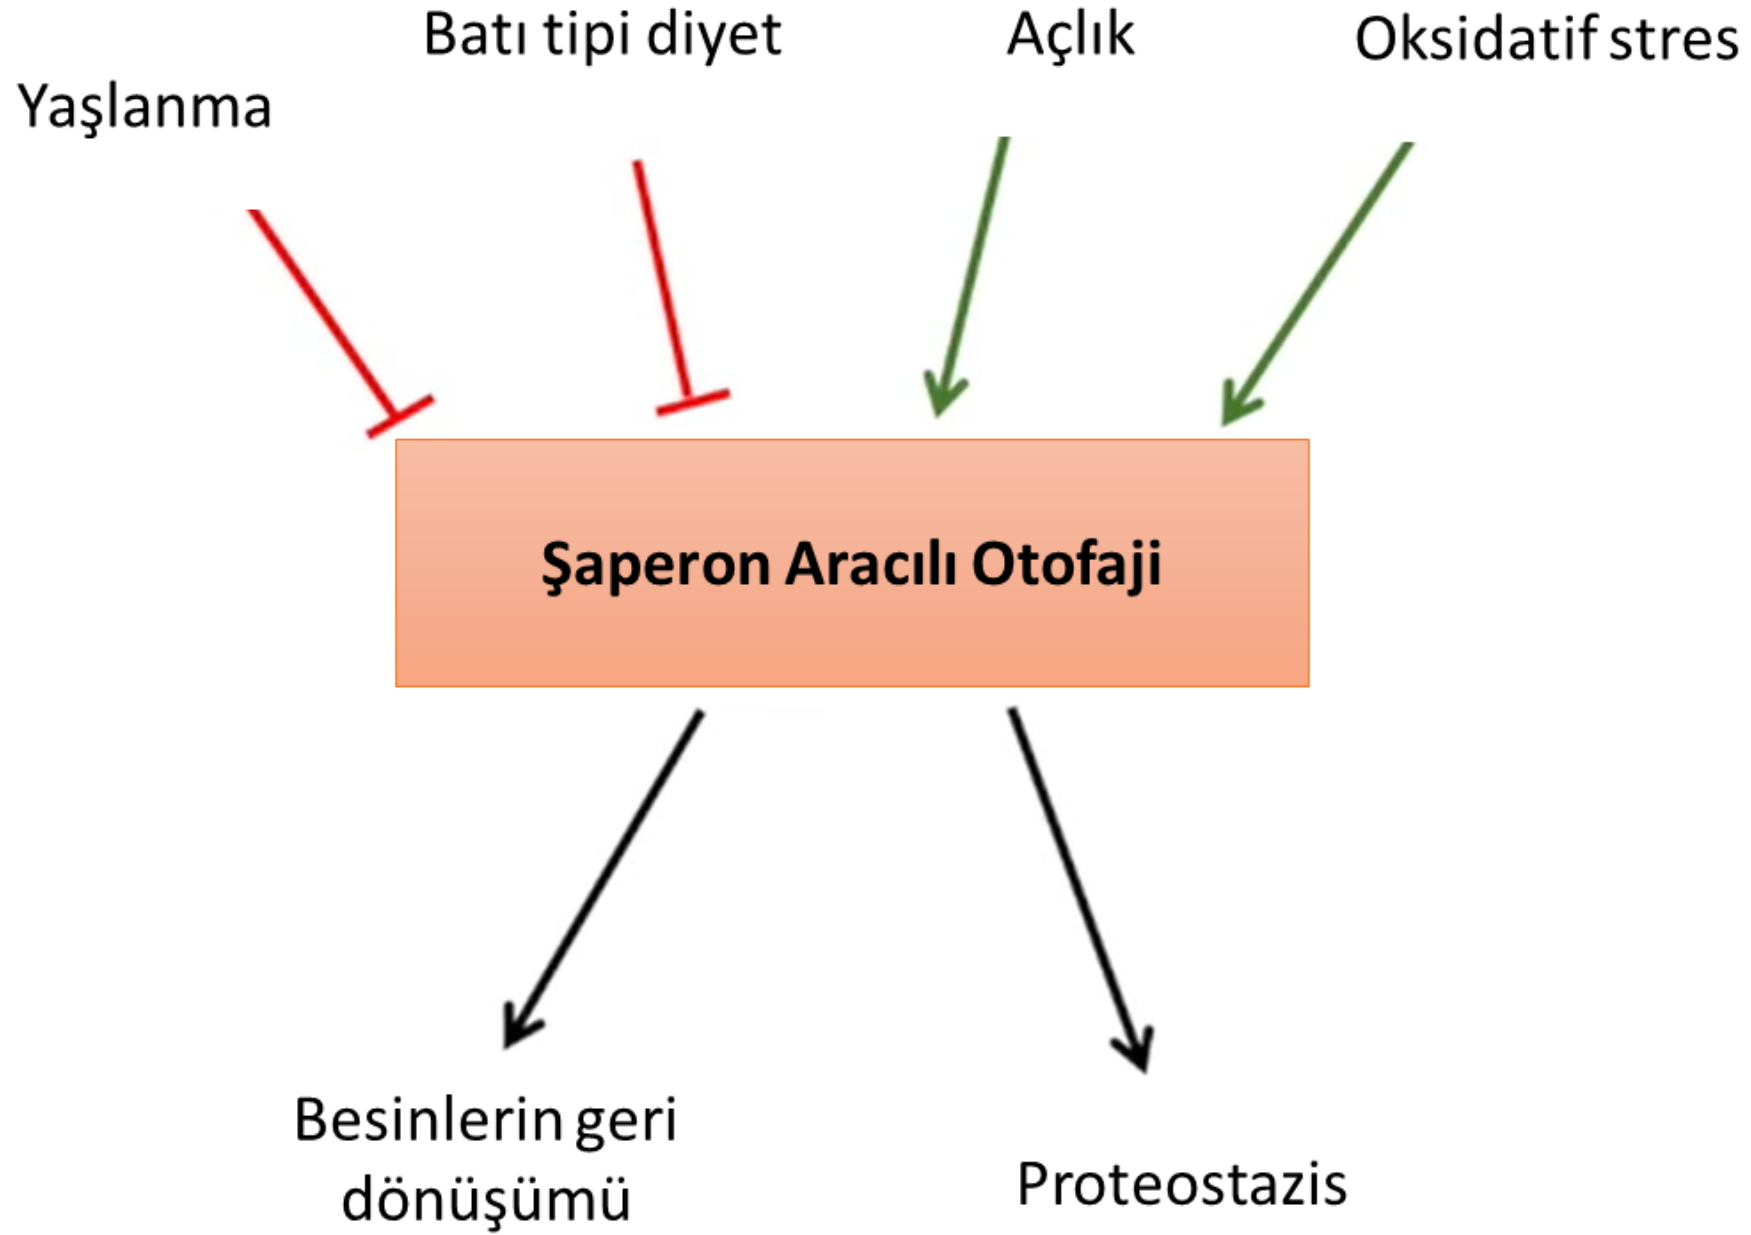 Yaşlanma
Batı tipi diyet
Açlık
Oksidatif stres
Şaperon Aracılı Otofaji
Besinlerin geri
dönüşümü
Proteostazis